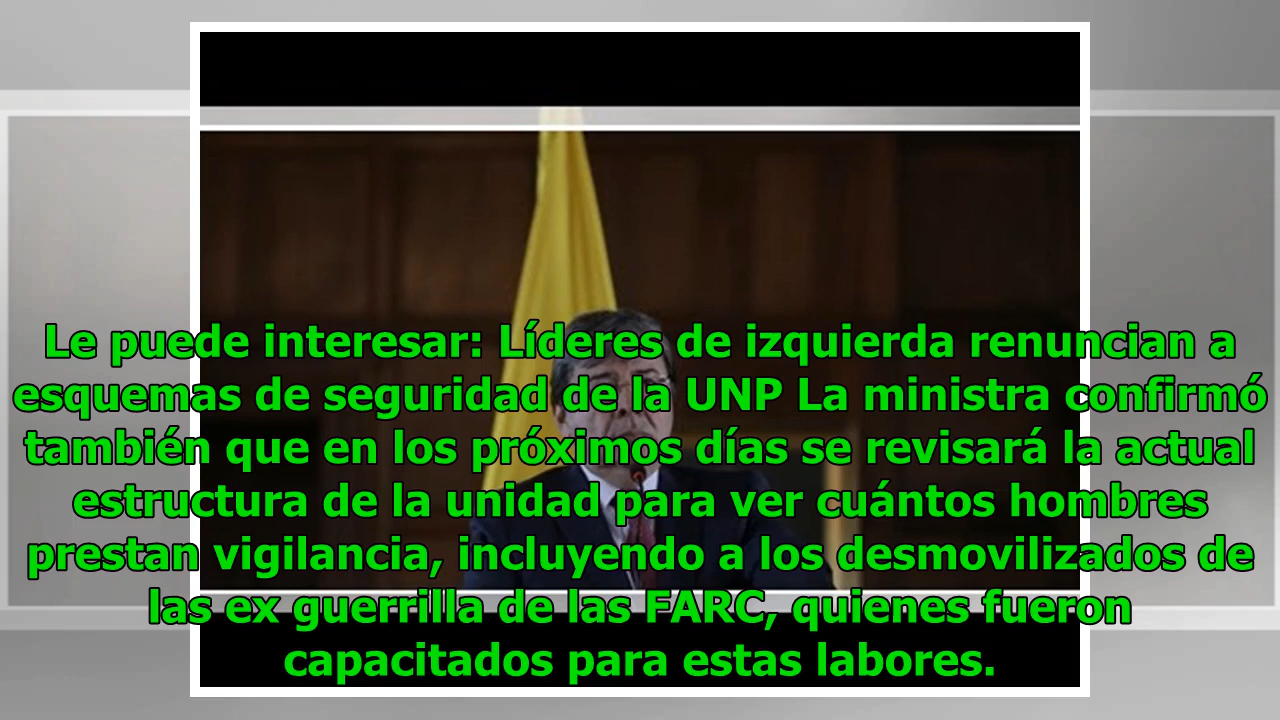 Le puede interesar: Líderes de izquierda renuncian a
esquemas de seguridad de la UNP La ministra confirmó
también que en los próximos días se revisará la actual
estructura de la unidad para ver cuántos hombres
prestan vigilancia, incluyendo a los desmovilizados de
las ex guerrilla de las FARC, quienes fueron
capacitados para estas labores.